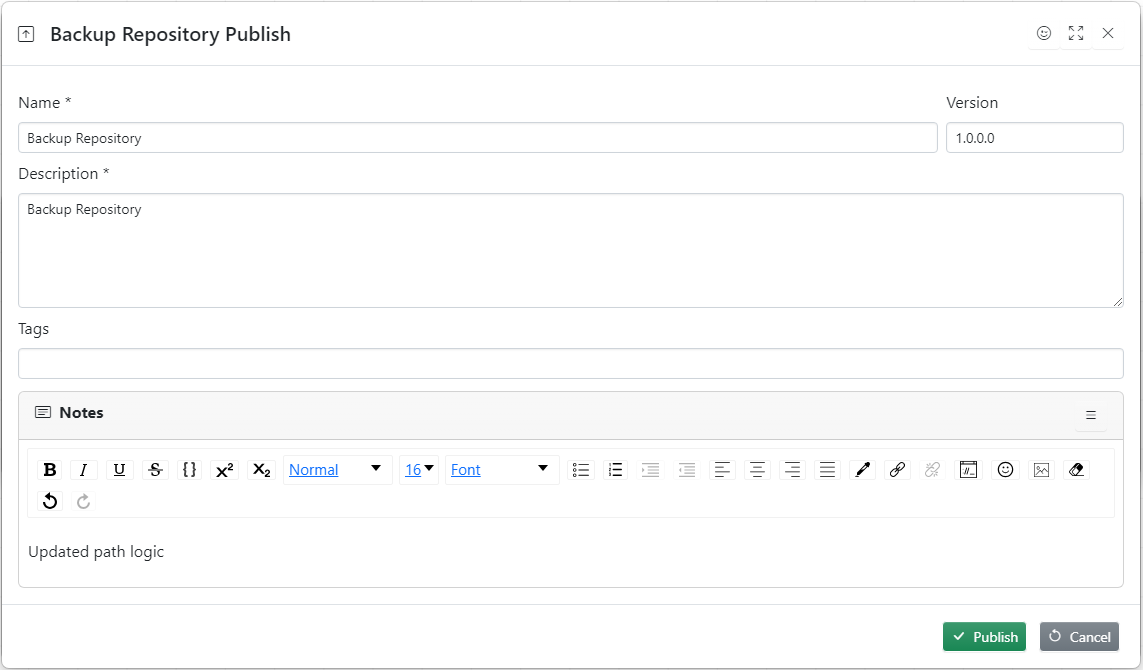 Backup Repository Publish
Name *
Version
Backup Repository
1.0.0.0
Description *
Backup Repository
Tags
Notes
B I U S {} X² X₂ Normal 16 Font
Updated path logic
Publish
Cancel